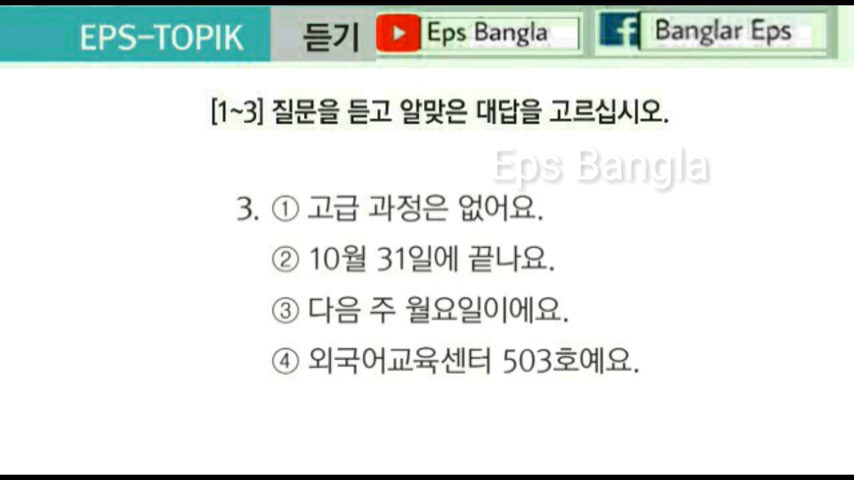 EPS-TOPIK 듣기 Eps Bangla Banglar Eps
[1~3] 질문을 듣고 알맞은 대답을 고르십시오.
Eps Bangla
3. ① 고급 과정은 없어요.
② 10월 31일에 끝나요.
③ 다음 주 월요일이에요.
④ 외국어교육센터 503호예요.